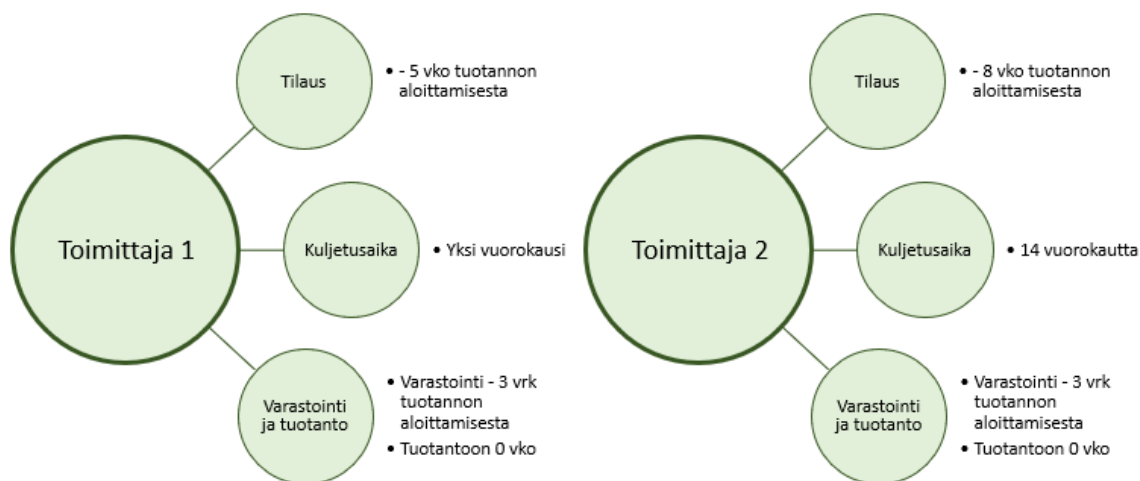 Tilaus
• - 5 vko tuotannon
aloittamisesta
Toimittaja 1
Kuljetusaika
• Yksi vuorokausi
Varastointi
ja tuotanto
• Varastointi - 3 vrk
tuotannon
aloittamisesta
• Tuotantoon 0 vko
Tilaus
• - 8 vko tuotannon
aloittamisesta
Toimittaja 2
Kuljetusaika
• 14 vuorokautta
Varastointi
ja tuotanto
• Varastointi - 3 vrk
tuotannon
aloittamisesta
• Tuotantoon 0 vko